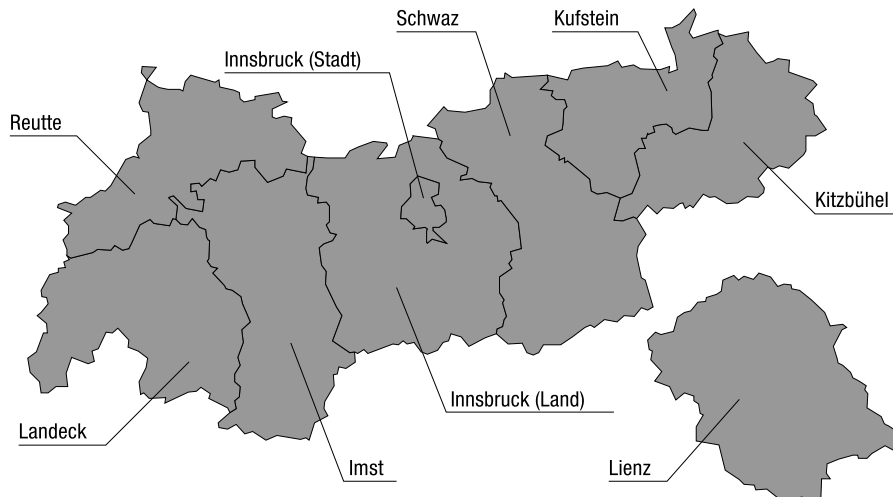 Schwaz
Kufstein
Innsbruck (Stadt)
Reutte
Kitzbühel
Innsbruck (Land)
Landeck
Imst
Lienz